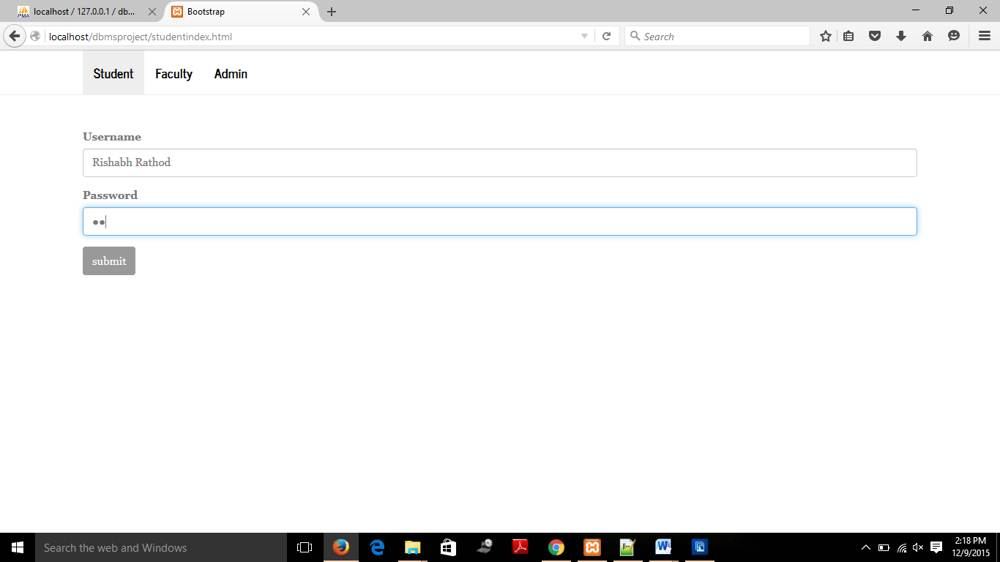 localhost / 127.0.0.1 / db...
Bootstrap
localhost/dbmsproject/studentindex.html
Search
Student Faculty Admin
Username
Rishabh Rathod
Password
••
submit
Search the web and Windows
2:18 PM
12/9/2015